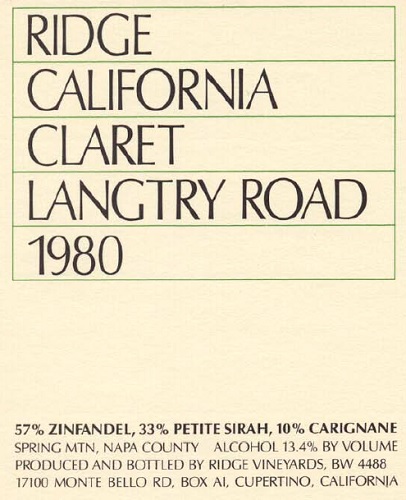 RIDGE
CALIFORNIA
CLARET
LANGTRY ROAD
1980
57% ZINFANDEL, 33% PETITE SIRAH, 10% CARIGNANE
SPRING MTN, NAPA COUNTY ALCOHOL 13.4% BY VOLUME
PRODUCED AND BOTTLED BY RIDGE VINEYARDS, BW 4488
17100 MONTE BELLO RD, BOX AI, CUPERTINO, CALIFORNIA